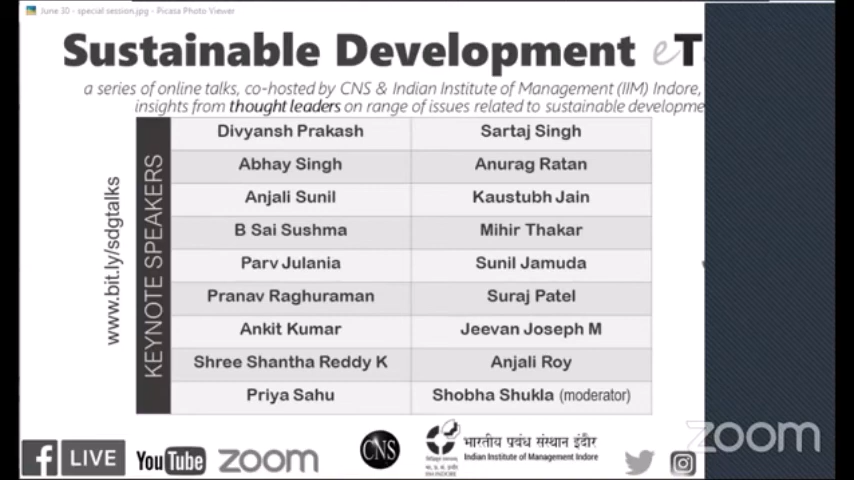 June 30 - special session.jpg - Picasa Photo Viewer
Sustainable Development eT
a series of online talks, co-hosted by CNS & Indian Institute of Management (IIM) Indore,
insights from thought leaders on range of issues related to sustainable developme
www.bit.ly/sdgtalks
KEYNOTE SPEAKERS
Divyansh Prakash Sartaj Singh
Abhay Singh Anurag Ratan
Anjali Sunil Kaustubh Jain
B Sai Sushma Mihir Thakar
Parv Julania Sunil Jamuda
Pranav Raghuraman Suraj Patel
Ankit Kumar Jeevan Joseph M
Shree Shantha Reddy K Anjali Roy
Priya Sahu Shobha Shukla (moderator)
LIVE YouTube zoom CNS
भारतीय प्रबंध संस्थान इंदौर
Indian Institute of Management Indore
IIM INDORE
zoom